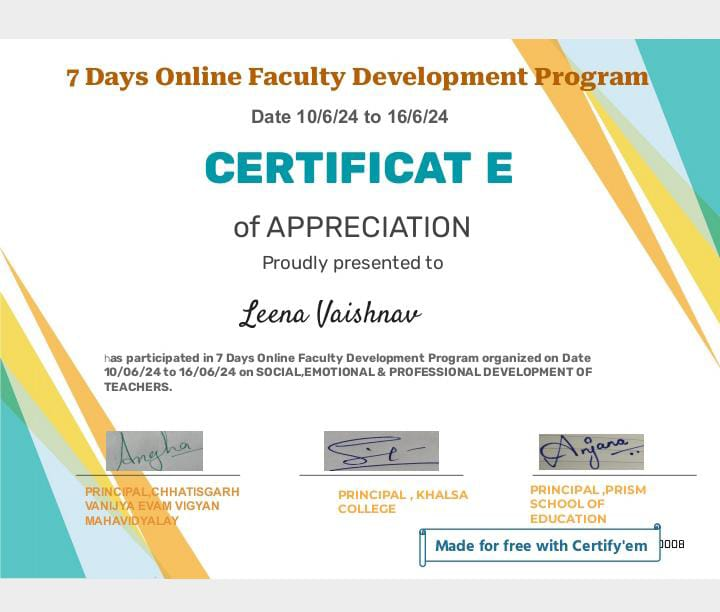 7 Days Online Faculty Development Program
Date 10/6/24 to 16/6/24
CERTIFICAT E
of APPRECIATION
Proudly presented to
Leena Vaishnav
has participated in 7 Days Online Faculty Development Program organized on Date
10/06/24 to 16/06/24 on SOCIAL,EMOTIONAL & PROFESSIONAL DEVELOPMENT OF
TEACHERS.
Angha
Anjana
PRINCIPAL,CHHATISGARH
VANIJYA EVAM VIGYAN
MAHAVIDYALAY
PRINCIPAL , KHALSA
COLLEGE
PRINCIPAL ,PRISM
SCHOOL OF
EDUCATION
Made for free with Certify'em
0008